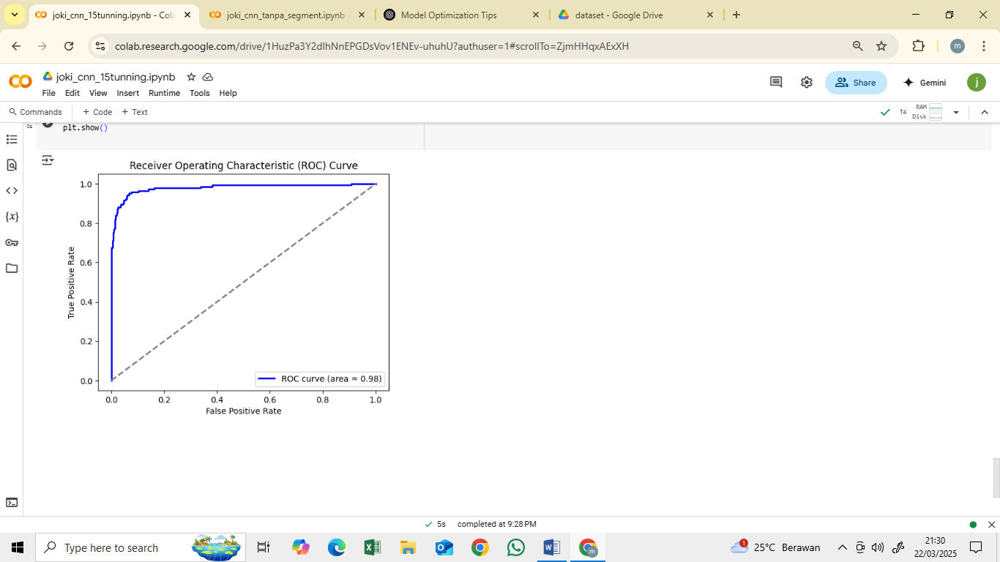 joki_cnn_15tunning.ipynb - Cola
joki_cnn_tanpa_segment.ipynb -
Model Optimization Tips
dataset - Google Drive
colab.research.google.com/drive/1HuzPa3Y2dIhNnEPGDsVov1ENEv-uhuhU?authuser=1#scrollTo=ZjmHHqxAExXH
m
joki_cnn_15tunning.ipynb
File Edit View Insert Runtime Tools Help
Share
Gemini
j
Commands
+ Code + Text
T4
RAM
Disk
0s
plt.show()
{x}
Receiver Operating Characteristic (ROC) Curve
1.0
0.8
0.6
0.4
0.2
0.0
True Positive Rate
ROC curve (area = 0.98)
0.0 0.2 0.4 0.6 0.8 1.0
False Positive Rate
5s completed at 9:28 PM
Type here to search
m
1
25°C Berawan
21:30
22/03/2025